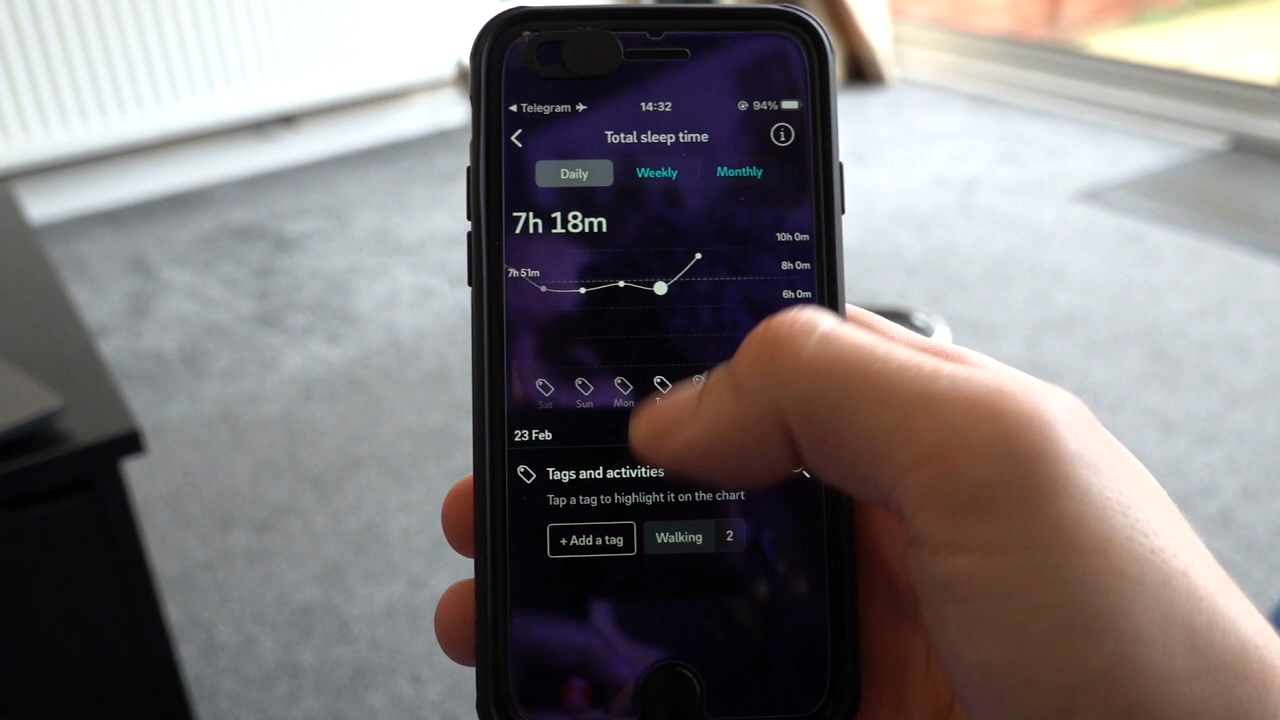 Telegram
14:32
94%
Total sleep time
Daily
Weekly
Monthly
7h 18m
10h 0m
7h 51m
8h 0m
6h 0m
Sat
Sun
Mon
23 Feb
Tags and activities
Tap a tag to highlight it on the chart
+ Add a tag
Walking 2